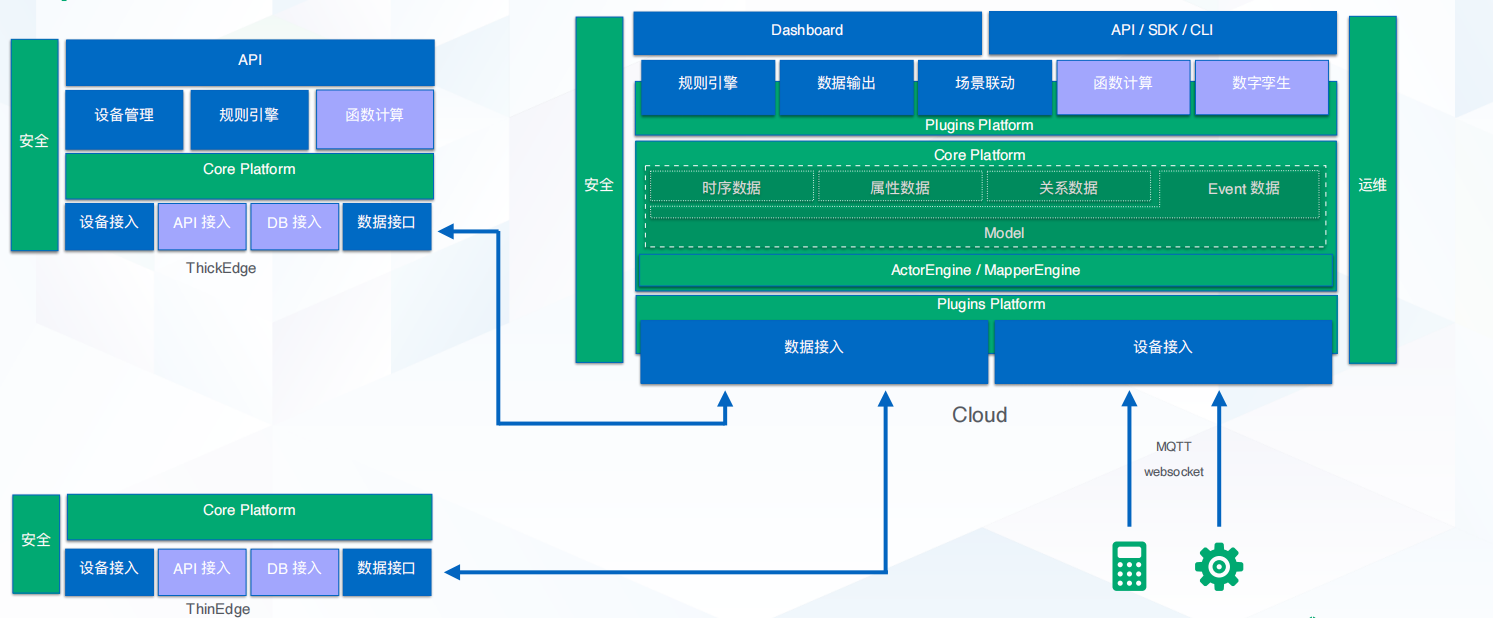 API
设备管理
规则引擎
函数计算
安全
Core Platform
设备接入
API 接入
DB 接入
数据接口
ThickEdge
Dashboard
API / SDK / CLI
规则引擎
数据输出
场景联动
函数计算
数字孪生
Plugins Platform
安全
Core Platform
时序数据
属性数据
关系数据
Event 数据
Model
ActorEngine / MapperEngine
运维
Plugins Platform
数据接入
设备接入
Cloud
MQTT
websocket
安全
Core Platform
设备接入
API 接入
DB 接入
数据接口
ThinEdge